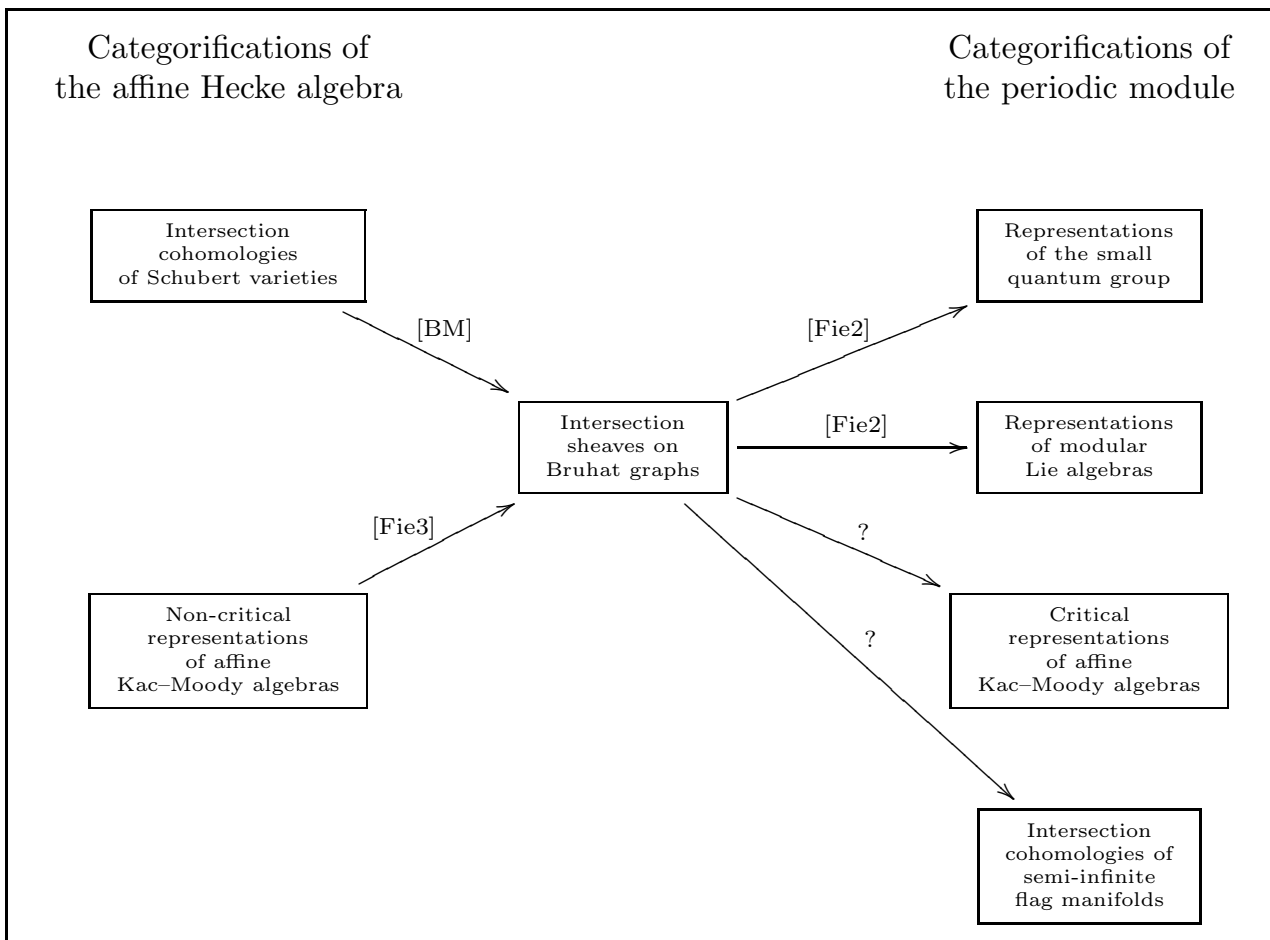 Categorifications of
the affine Hecke algebra
Categorifications of
the periodic module
Intersection
cohomologies
of Schubert varieties
Representations
of the small
quantum group
[BM]
[Fie2]
Intersection
sheaves on
Bruhat graphs
[Fie2]
Representations
of modular
Lie algebras
[Fie3]
?
Non-critical
representations
of affine
Kac–Moody algebras
?
Critical
representations
of affine
Kac–Moody algebras
Intersection
cohomologies of
semi-infinite
flag manifolds